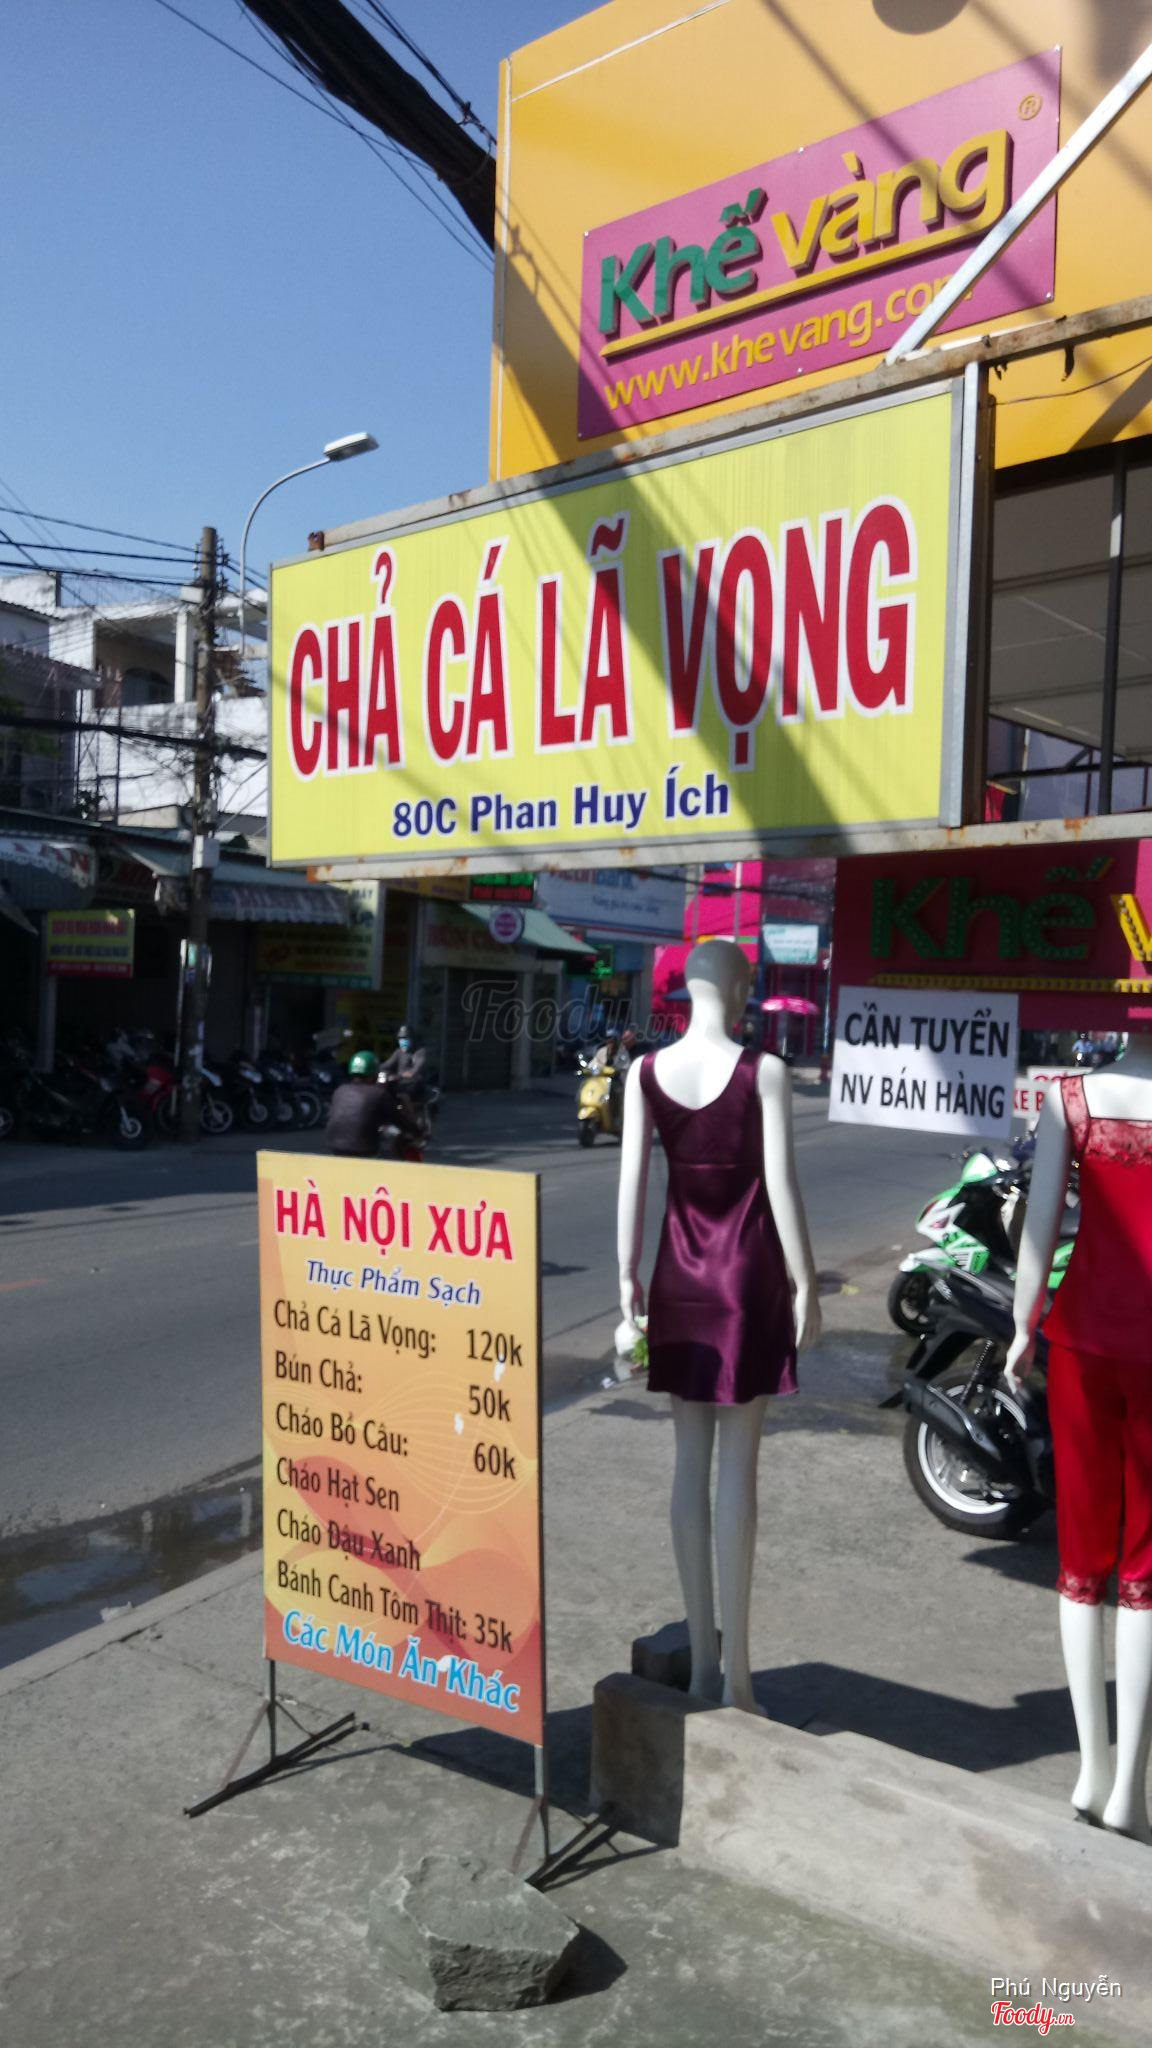 Khế vàng ®
www.khevang.com
CHẢ CÁ LÃ VỌNG
80C Phan Huy Ích
Khế
CẦN TUYỂN
NV BÁN HÀNG
HÀ NỘI XƯA
Thực Phẩm Sạch
Chả Cá Lã Vọng: 120k
Bún Chả: 50k
Cháo Bồ Câu: 60k
Cháo Hạt Sen
Cháo Đậu Xanh
Bánh Canh Tôm Thịt: 35k
Các Món Ăn Khác
Foody.vn
Phú Nguyễn
Foody.vn